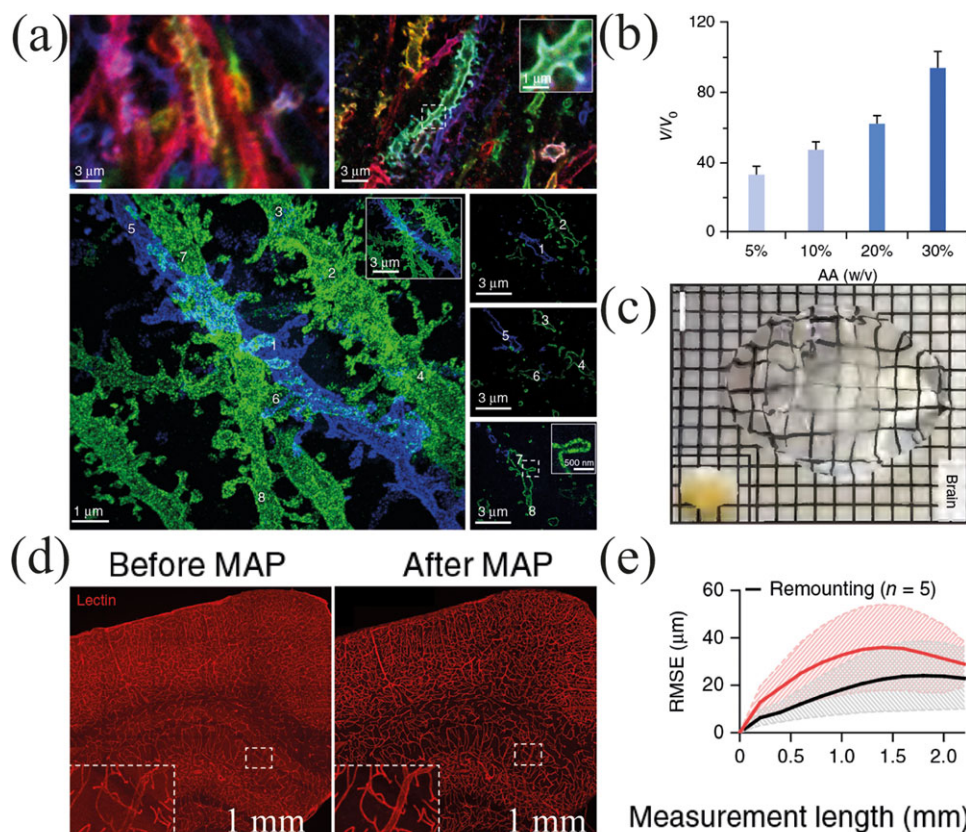 (a)
3 μm
3 μm
1 μm
5
7
3
2
1
4
6
8
3 μm
1 μm
2
1
3 μm
3
5
4
6
3 μm
7
8
500 nm
3 μm
(b)
V/V0
120
80
40
0
5% 10% 20% 30%
AA (w/v)
(c)
Brain
(d)
Before MAP After MAP
Lectin
1 mm
1 mm
(e)
RMSE (μm)
60
40
20
0
Remounting (n = 5)
0 0.5 1.0 1.5 2.0
Measurement length (mm)